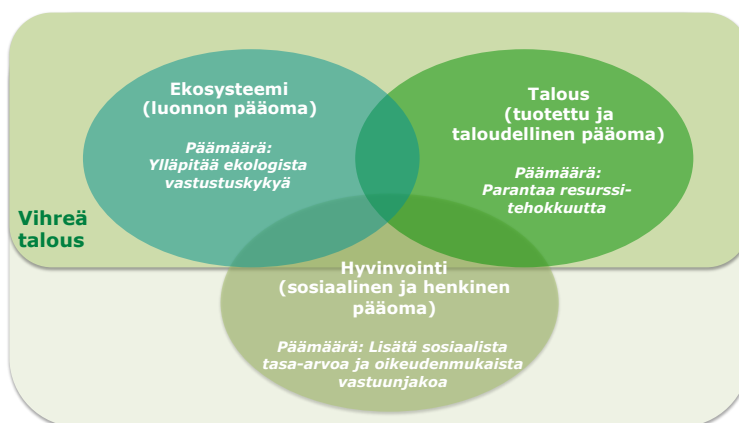 Ekosysteemi
(luonnon pääoma)
Päämäärä:
Ylläpitää ekologista
vastustuskykyä
Talous
(tuotettu ja
taloudellinen pääoma)
Päämäärä:
Parantaa resurssi-
tehokkuutta
Vihreä
talous
Hyvinvointi
(sosiaalinen ja henkinen
pääoma)
Päämäärä: Lisätä sosiaalista
tasa-arvoa ja oikeudenmukaista
vastuunjakoa